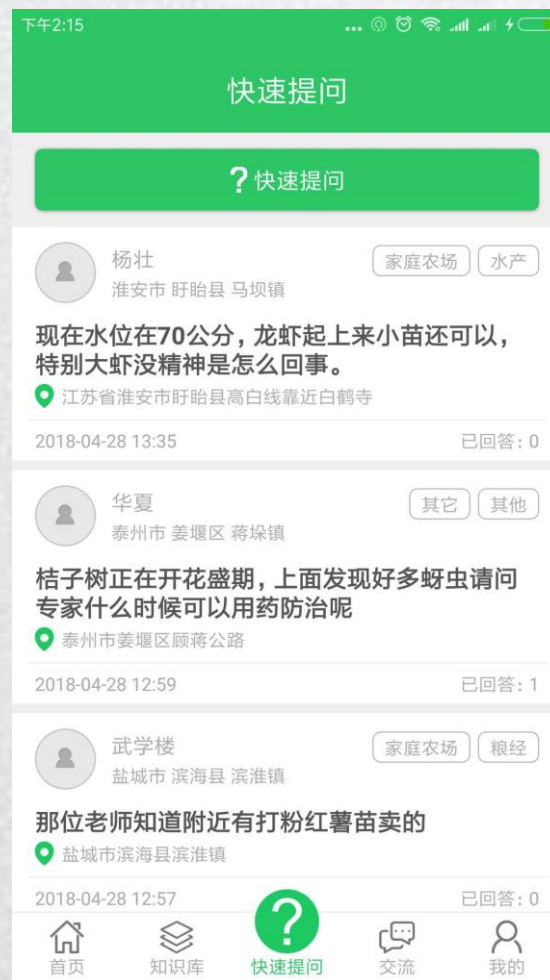 下午2:15
快速提问
?快速提问
杨壮
家庭农场 水产
淮安市 盱眙县 马坝镇
现在水位在70公分，龙虾起上来小苗还可以，
特别大虾没精神是怎么回事。
江苏省淮安市盱眙县高白线靠近白鹤寺
2018-04-28 13:35 已回答: 0
华夏
其它 其他
泰州市 姜堰区 蒋垛镇
桔子树正在开花盛期，上面发现好多蚜虫请问
专家什么时候可以用药防治呢
泰州市姜堰区顾蒋公路
2018-04-28 12:59 已回答: 1
武学楼
家庭农场 粮经
盐城市 滨海县 滨淮镇
那位老师知道附近有打粉红薯苗卖的
盐城市滨海县滨淮镇
2018-04-28 12:57 已回答: 0
?
首页 知识库 快速提问 交流 我的